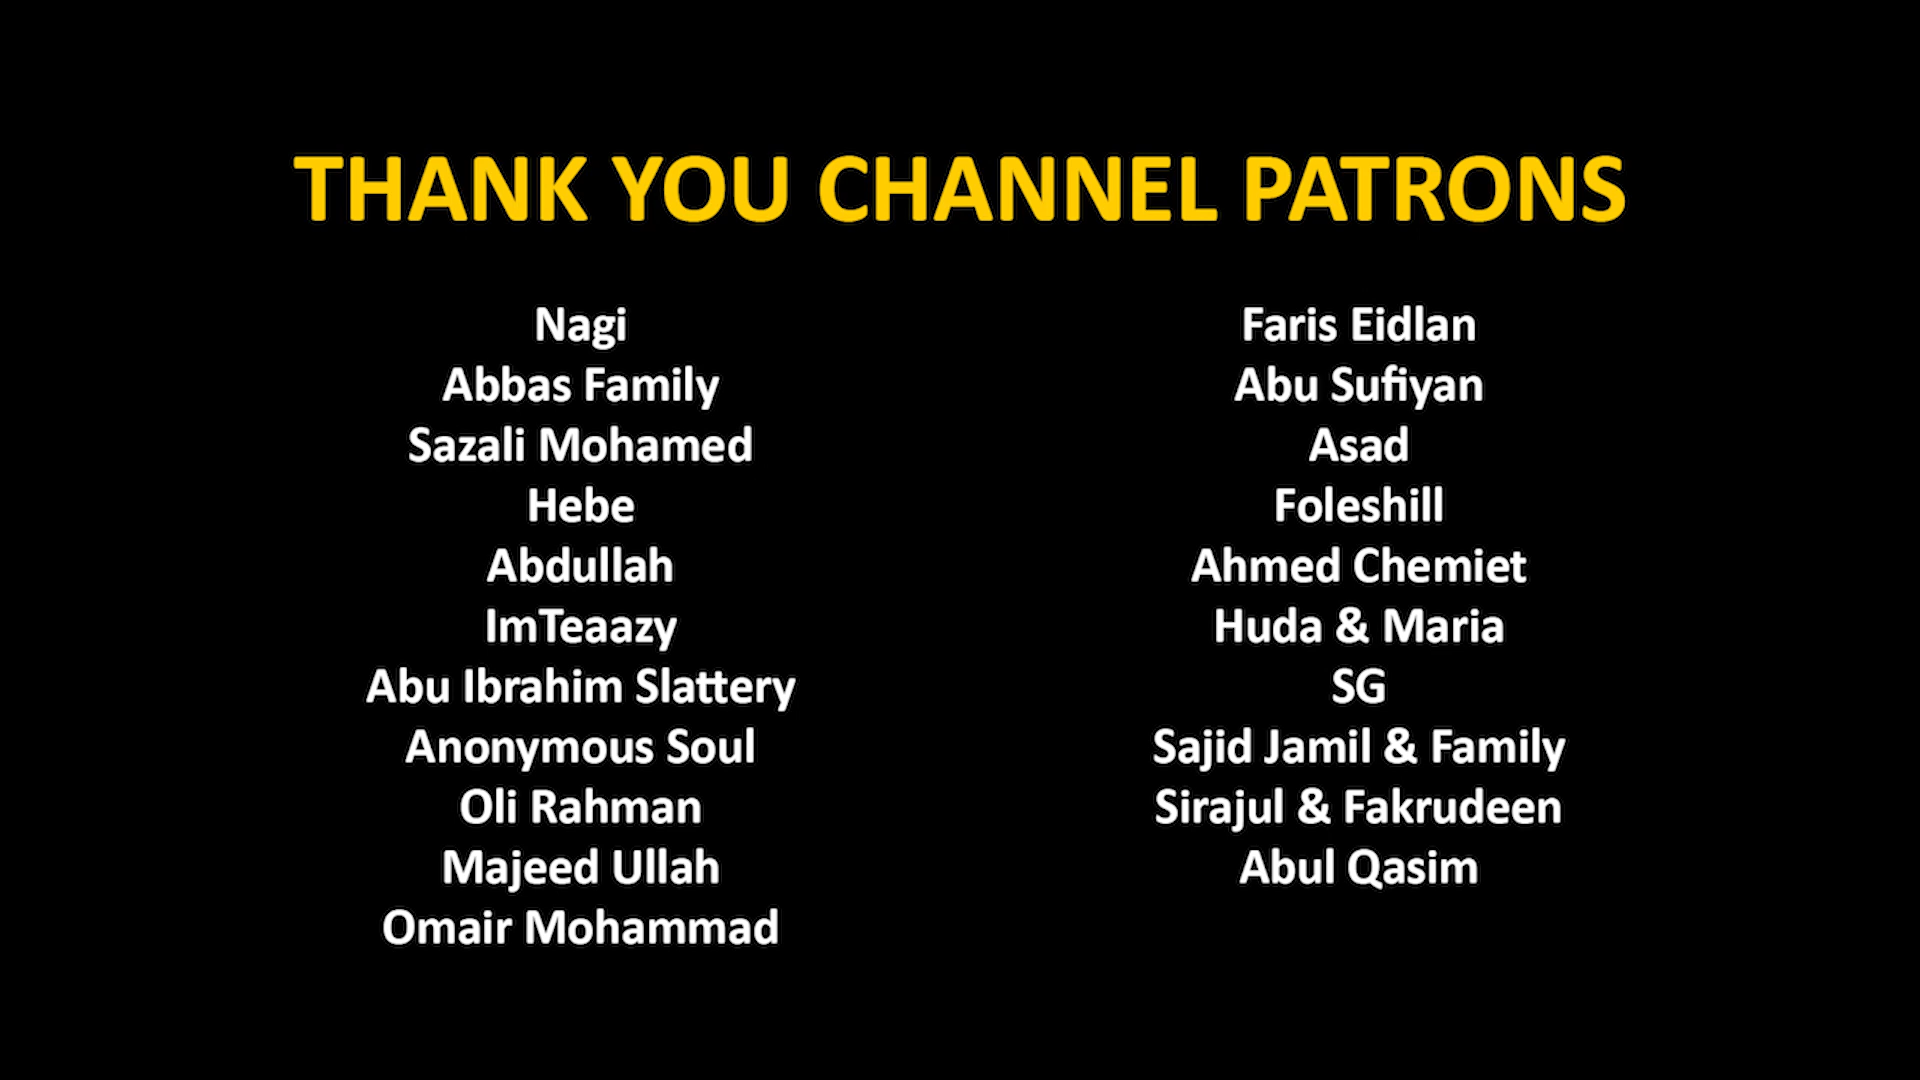 THANK YOU CHANNEL PATRONS
Nagi
Abbas Family
Sazali Mohamed
Hebe
Abdullah
ImTeaazy
Abu Ibrahim Slattery
Anonymous Soul
Oli Rahman
Majeed Ullah
Omair Mohammad
Faris Eidlan
Abu Sufiyan
Asad
Foleshill
Ahmed Chemiet
Huda & Maria
SG
Sajid Jamil & Family
Sirajul & Fakrudeen
Abul Qasim